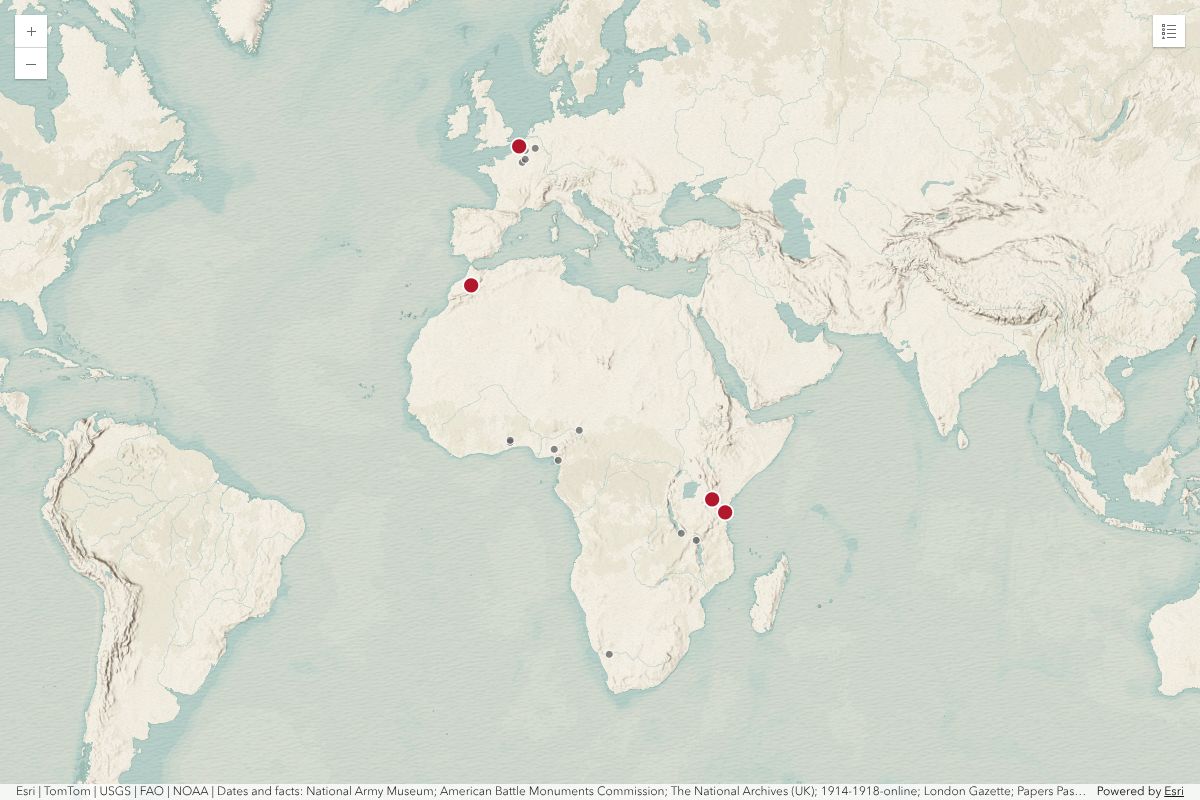 +
−
Esri | TomTom | USGS | FAO | NOAA | Dates and facts: National Army Museum; American Battle Monuments Commission; The National Archives (UK); 1914-1918-online; London Gazette; Papers Pas… Powered by Esri